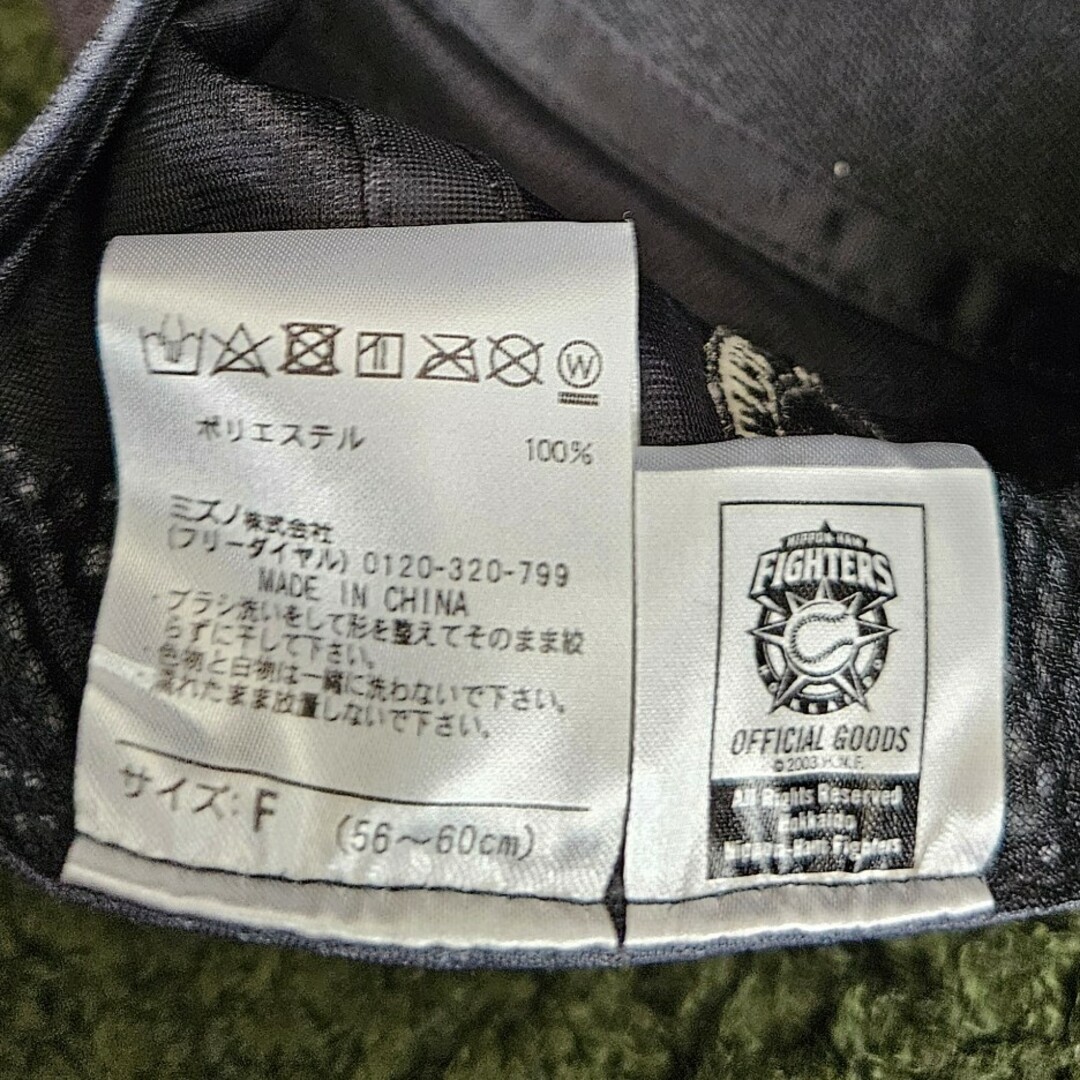 W
ポリエステル 100%
ミズノ株式会社
(フリーダイヤル) 0120-320-799
MADE IN CHINA
・ブラシ洗いをして形を整えてそのまま絞
らずに干して下さい。
・色物と白物は一緒に洗わないで下さい。
濡れたまま放置しないで下さい。
サイズ: F (56〜60cm)
NIPPON-HAM
FIGHTERS
HOKKAIDO
OFFICIAL GOODS
©2003 H.N.F.
All Rights Reserved
Hokkaido
Nippon-Ham Fighters